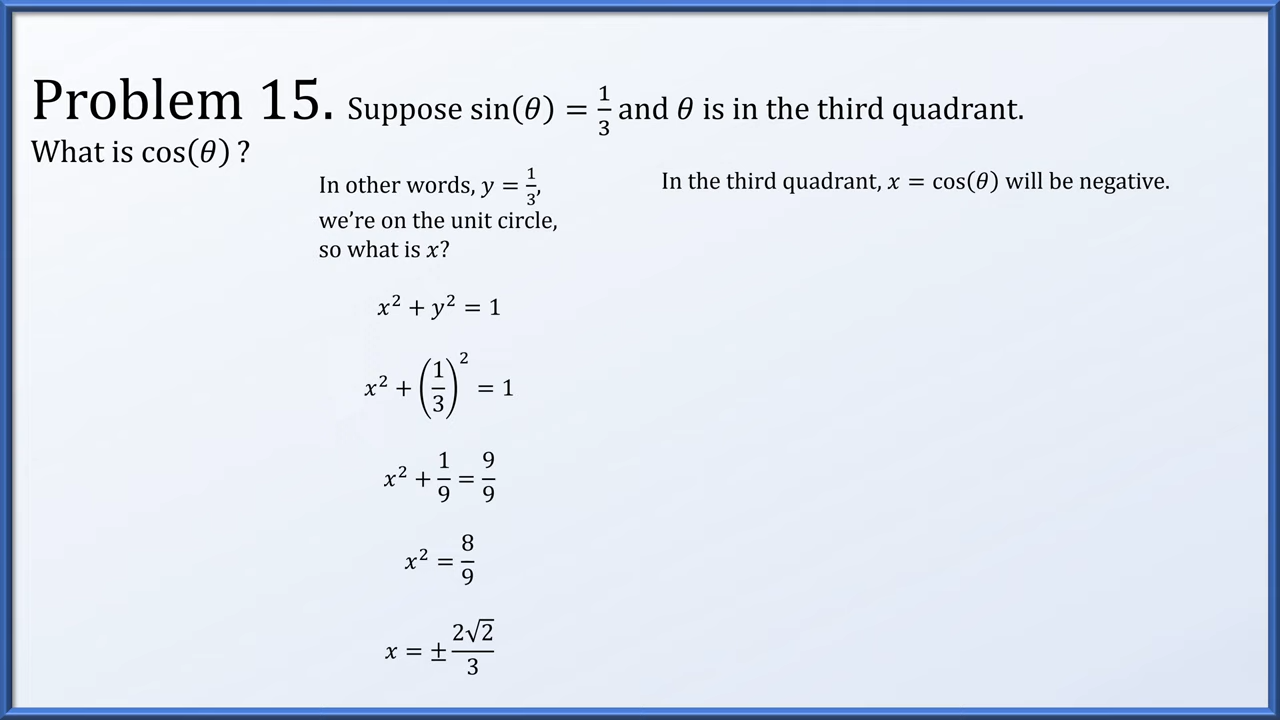 Problem 15. Suppose sin(θ) = 1/3 and θ is in the third quadrant.
What is cos(θ) ?
In other words, y = 1/3,
we're on the unit circle,
so what is x?
x² + y² = 1
x² + (1/3)² = 1
x² + 1/9 = 9/9
x² = 8/9
x = ± 2√2/3
In the third quadrant, x = cos(θ) will be negative.